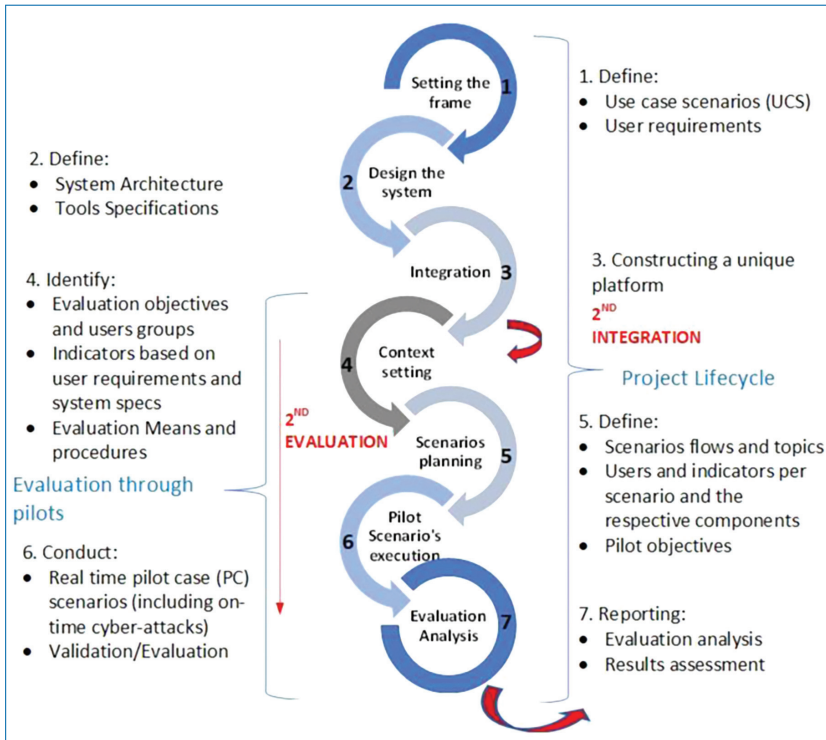 1
Setting the
frame
1. Define:
● Use case scenarios (UCS)
● User requirements
2. Define:
● System Architecture
● Tools Specifications
2
Design the
system
Integration 3
3. Constructing a unique
platform
2ND
INTEGRATION
Project Lifecycle
4. Identify:
● Evaluation objectives
and users groups
● Indicators based on
user requirements and
system specs
● Evaluation Means and
procedures
4
Context
setting
2ND
EVALUATION
Evaluation through
pilots
Scenarios
planning
5
5. Define:
● Scenarios flows and topics
● Users and indicators per
scenario and the
respective components
● Pilot objectives
6
Pilot
Scenario's
execution
6. Conduct:
● Real time pilot case (PC)
scenarios (including on-
time cyber-attacks)
● Validation/Evaluation
Evaluation
Analysis
7
7. Reporting:
● Evaluation analysis
● Results assessment